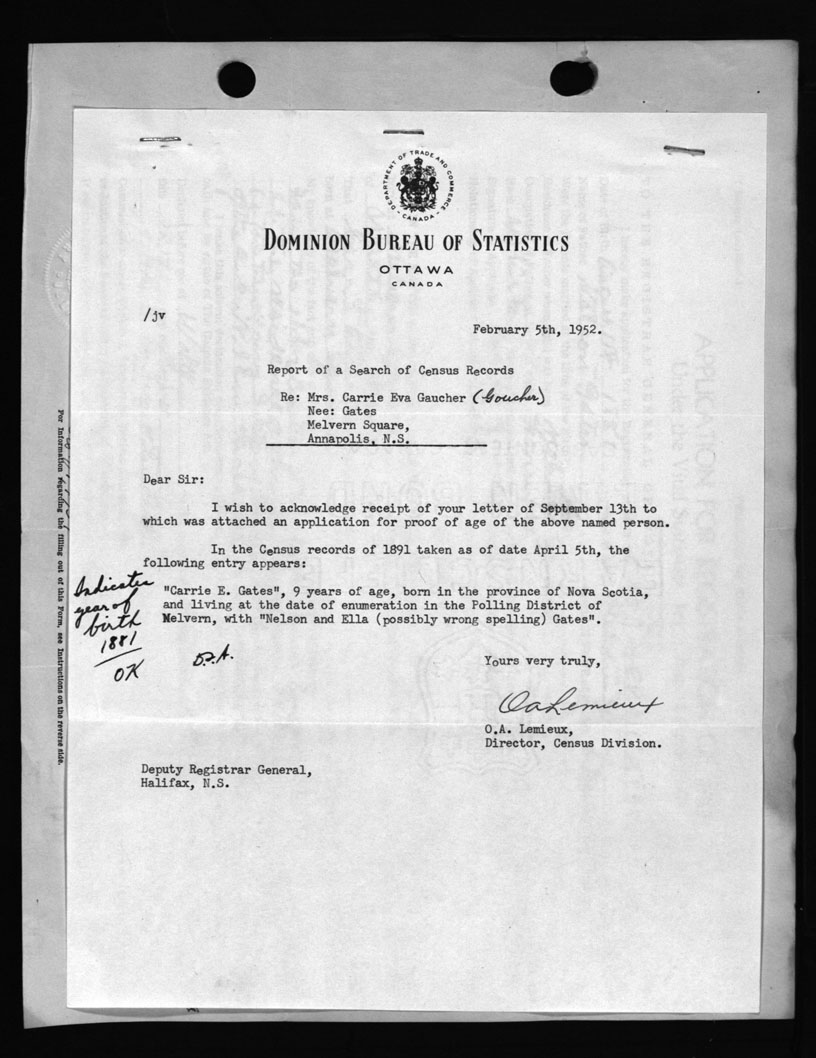 DEPARTMENT OF TRADE AND COMMERCE
- CANADA -
DOMINION BUREAU OF STATISTICS
OTTAWA
CANADA
/jv
February 5th, 1952.
Report of a Search of Census Records
Re: Mrs. Carrie Eva Gaucher (Goucher)
Nee: Gates
Melvern Square,
Annapolis, N.S.
Dear Sir:
I wish to acknowledge receipt of your letter of September 13th to
which was attached an application for proof of age of the above named person.
In the Census records of 1891 taken as of date April 5th, the
following entry appears:
"Carrie E. Gates", 9 years of age, born in the province of Nova Scotia,
and living at the date of enumeration in the Polling District of
Melvern, with "Nelson and Ella (possibly wrong spelling) Gates".
Indicates
year of
birth
1881
OK
Yours very truly,
OALemieux
O.A. Lemieux,
Director, Census Division.
Deputy Registrar General,
Halifax, N.S.
For Information regarding the filling out of this Form, see Instructions on the reverse side.
APPLICATION FOR